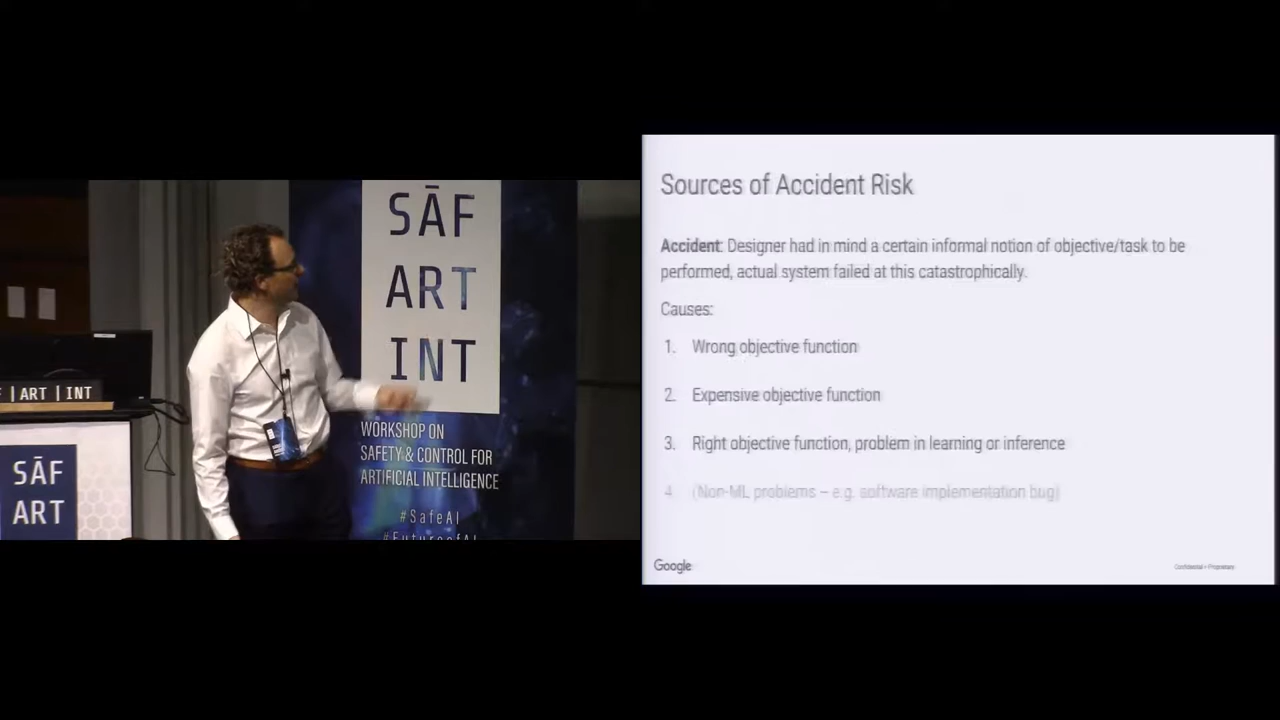 SĀF
ART
INT
WORKSHOP ON
SAFETY & CONTROL FOR
ARTIFICIAL INTELLIGENCE
#SafeAI
#FutureofAI
| ART | INT
SĀF
ART
Sources of Accident Risk
Accident: Designer had in mind a certain informal notion of objective/task to be
performed, actual system failed at this catastrophically.
Causes:
1. Wrong objective function
2. Expensive objective function
3. Right objective function, problem in learning or inference
4. (Non-ML problems – e.g. software implementation bug)
Google
Confidential + Proprietary